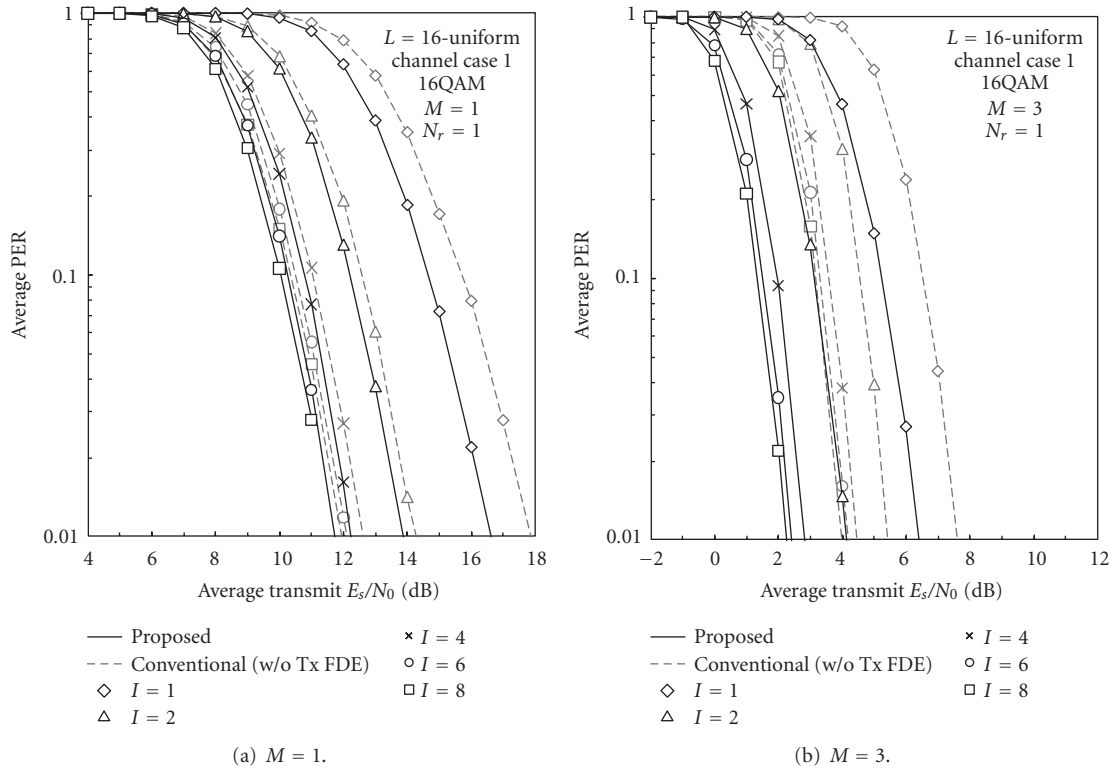 1
0.1
0.01
Average PER
L = 16-uniform
channel case 1
16QAM
M = 1
N_r = 1
4 6 8 10 12 14 16 18
Average transmit E_s/N_0 (dB)
Proposed
Conventional (w/o Tx FDE)
I = 1
I = 2
I = 4
I = 6
I = 8
(a) M = 1.
1
0.1
0.01
Average PER
L = 16-uniform
channel case 1
16QAM
M = 3
N_r = 1
−2 0 2 4 6 8 10 12
Average transmit E_s/N_0 (dB)
Proposed
Conventional (w/o Tx FDE)
I = 1
I = 2
I = 4
I = 6
I = 8
(b) M = 3.